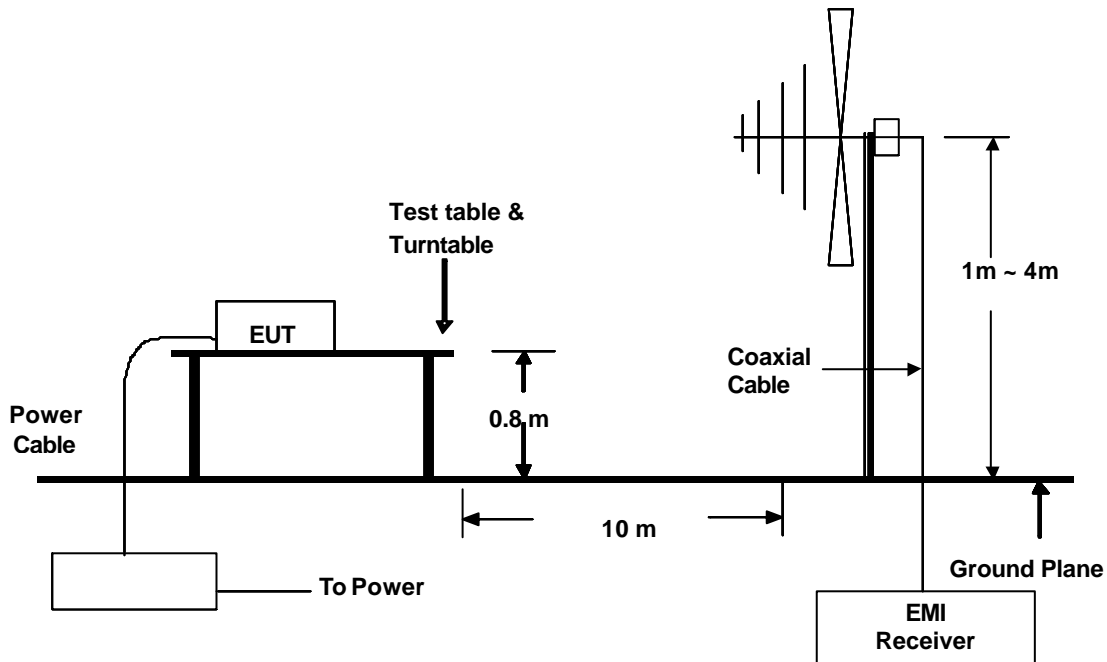 Test table &
Turntable
1m ~ 4m
EUT
Coaxial
Cable
0.8 m
Power
Cable
10 m
Ground Plane
To Power
EMI
Receiver